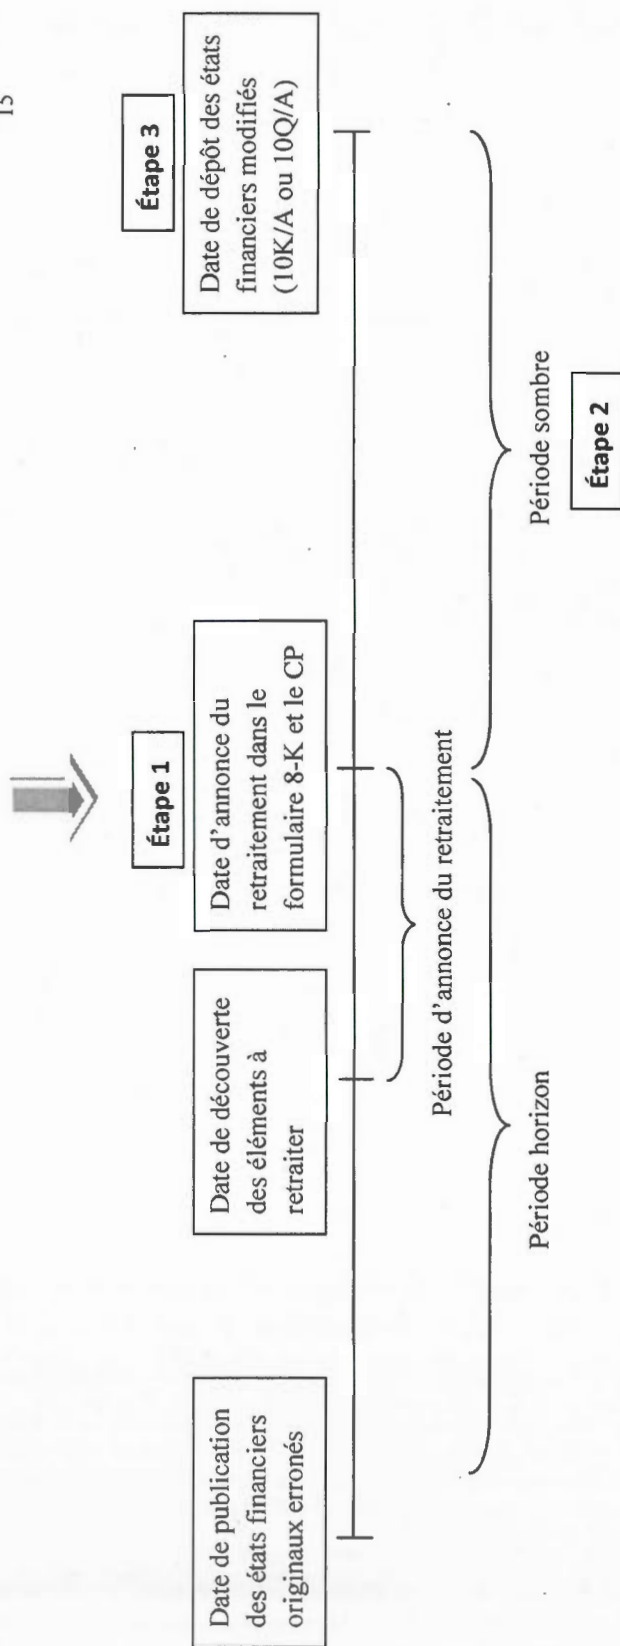 15
Date de publication
des états financiers
originaux erronés
Date de découverte
des éléments à
retraiter
Étape 1
Date d'annonce du
retraitement dans le
formulaire 8-K et le CP
Étape 3
Date de dépôt des états
financiers modifiés
(10K/A ou 10Q/A)
Période d'annonce du retraitement
Période horizon
Période sombre
Étape 2